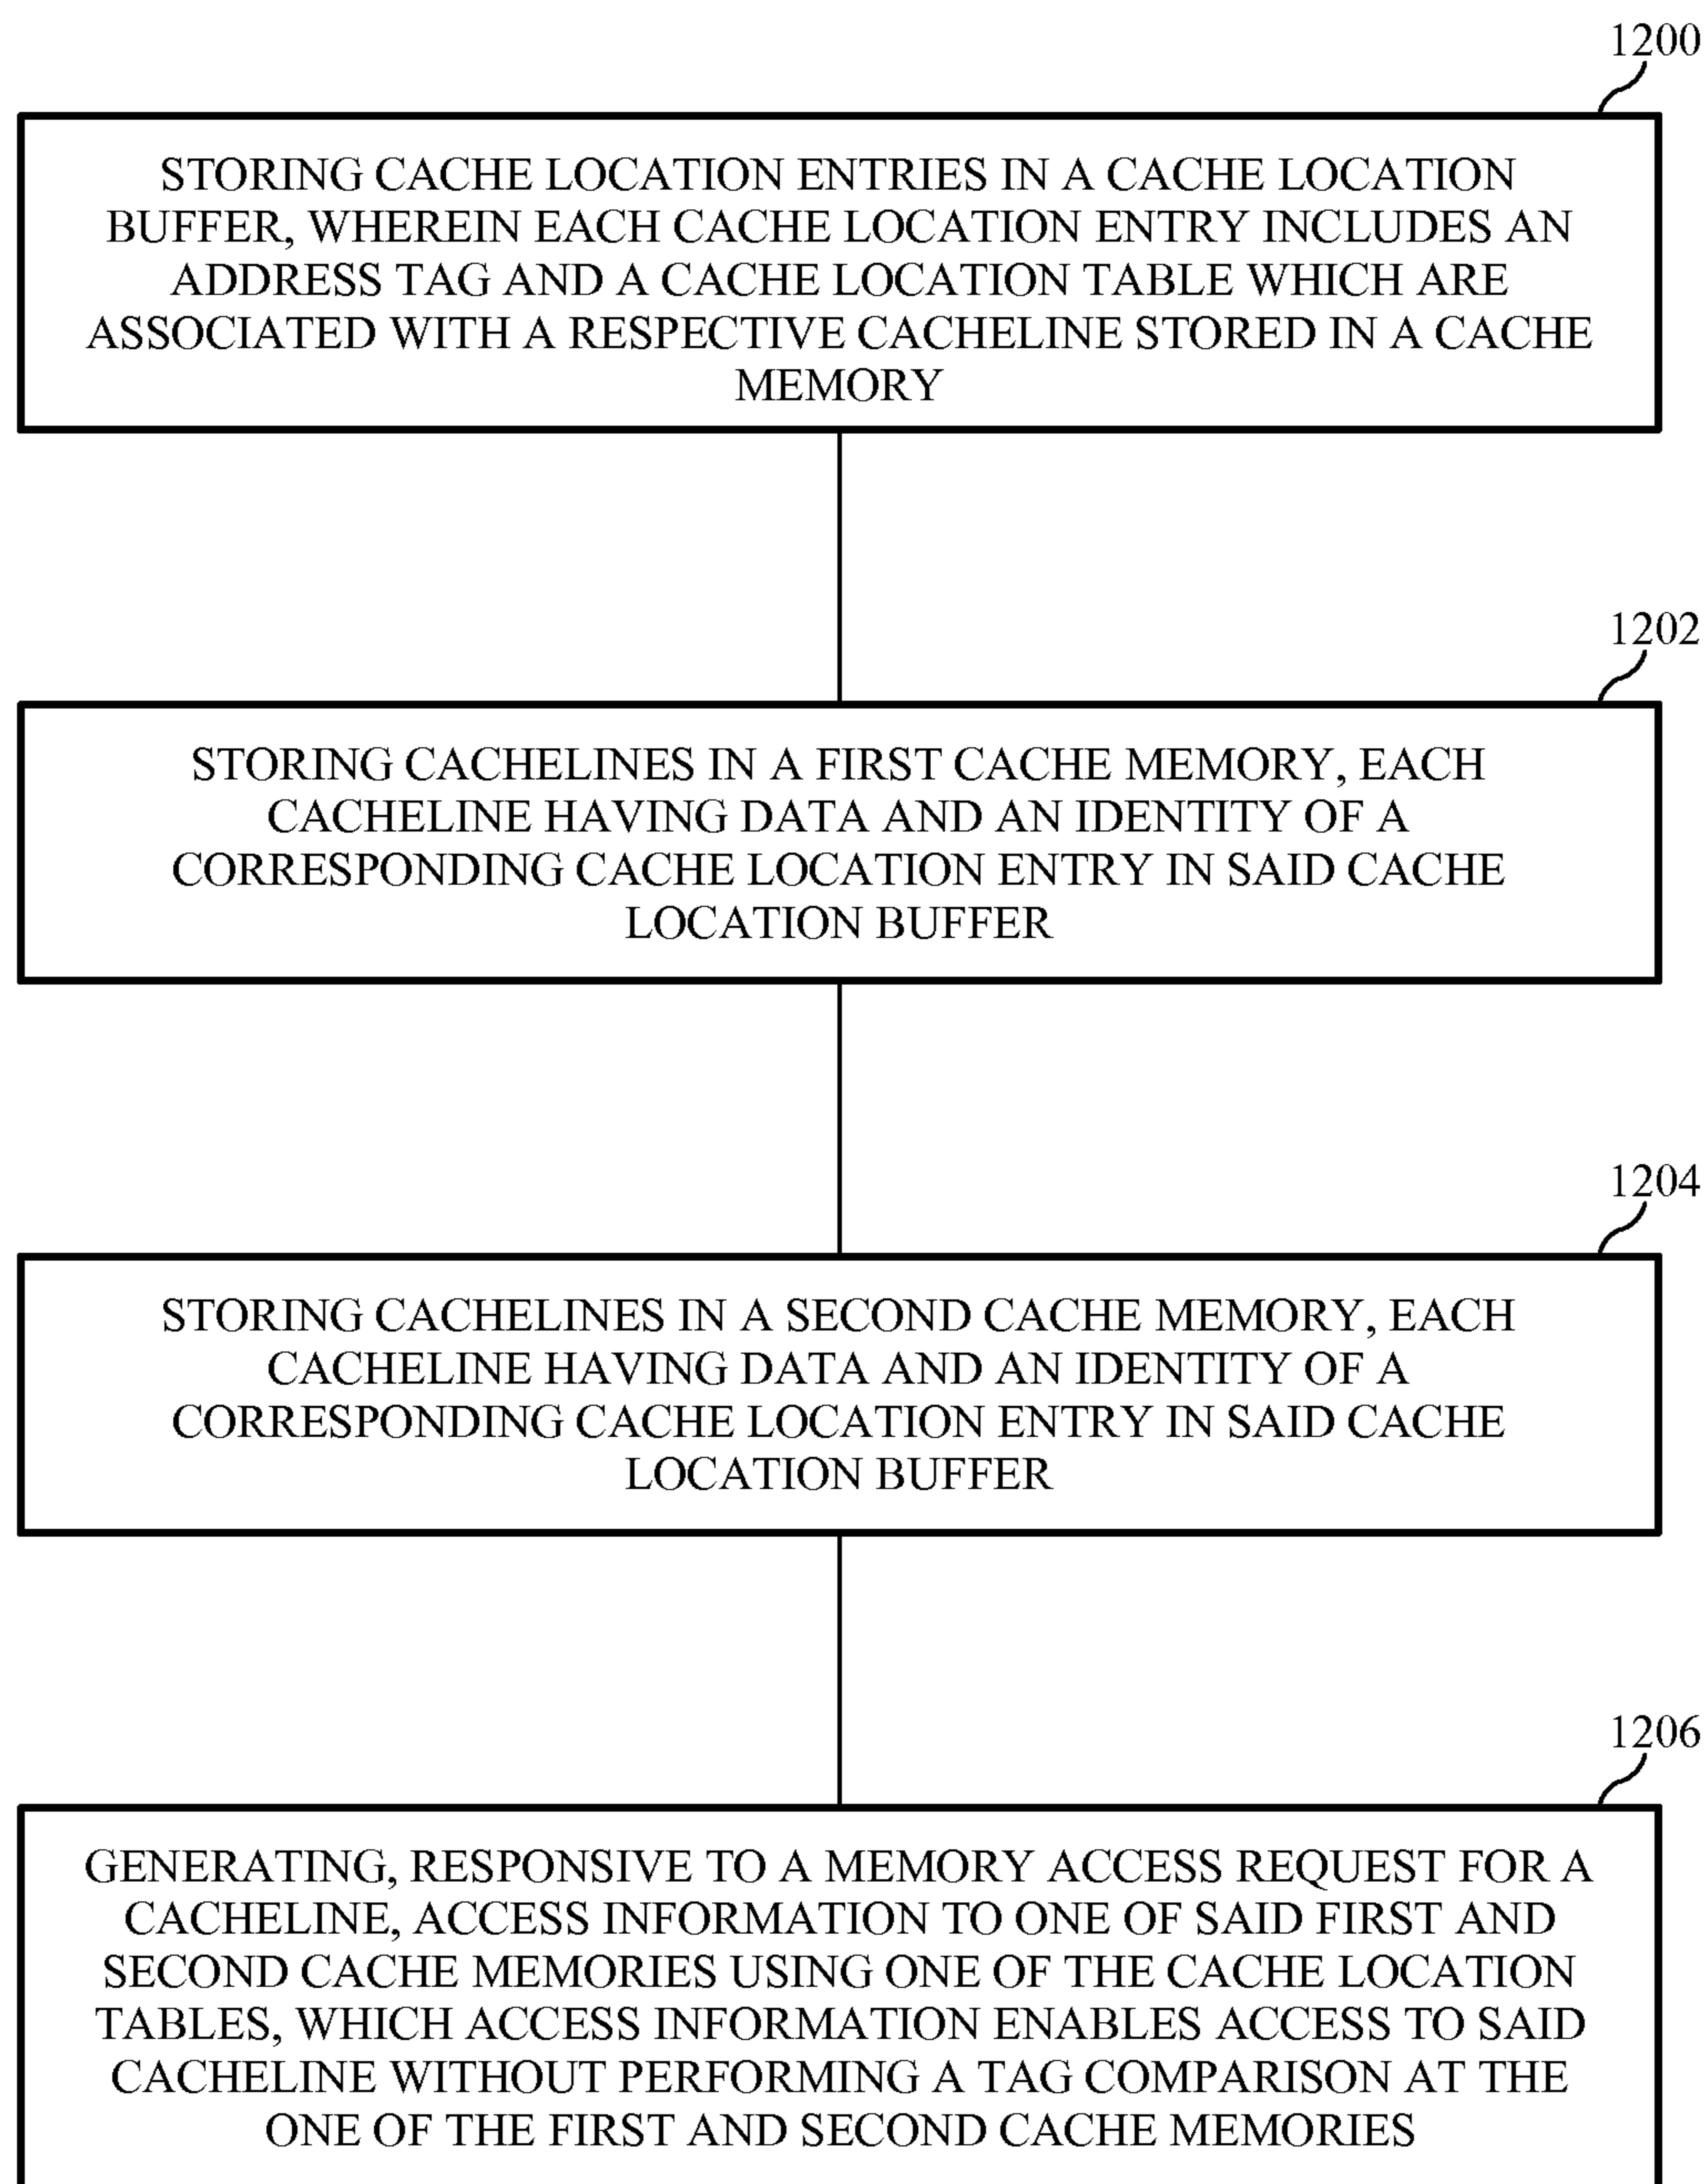 1200
STORING CACHE LOCATION ENTRIES IN A CACHE LOCATION
BUFFER, WHEREIN EACH CACHE LOCATION ENTRY INCLUDES AN
ADDRESS TAG AND A CACHE LOCATION TABLE WHICH ARE
ASSOCIATED WITH A RESPECTIVE CACHELINE STORED IN A CACHE
MEMORY
1202
STORING CACHELINES IN A FIRST CACHE MEMORY, EACH
CACHELINE HAVING DATA AND AN IDENTITY OF A
CORRESPONDING CACHE LOCATION ENTRY IN SAID CACHE
LOCATION BUFFER
1204
STORING CACHELINES IN A SECOND CACHE MEMORY, EACH
CACHELINE HAVING DATA AND AN IDENTITY OF A
CORRESPONDING CACHE LOCATION ENTRY IN SAID CACHE
LOCATION BUFFER
1206
GENERATING, RESPONSIVE TO A MEMORY ACCESS REQUEST FOR A
CACHELINE, ACCESS INFORMATION TO ONE OF SAID FIRST AND
SECOND CACHE MEMORIES USING ONE OF THE CACHE LOCATION
TABLES, WHICH ACCESS INFORMATION ENABLES ACCESS TO SAID
CACHELINE WITHOUT PERFORMING A TAG COMPARISON AT THE
ONE OF THE FIRST AND SECOND CACHE MEMORIES